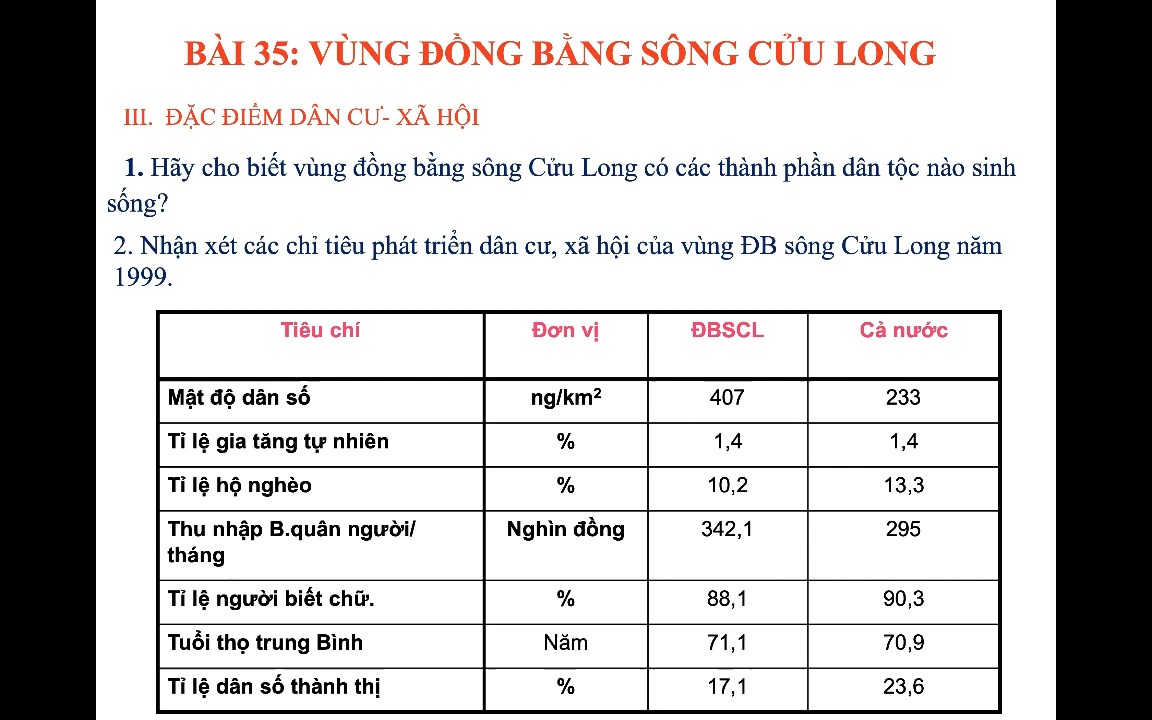 BÀI 35: VÙNG ĐỒNG BẰNG SÔNG CỬU LONG
III. ĐẶC ĐIỂM DÂN CƯ- XÃ HỘI
1. Hãy cho biết vùng đồng bằng sông Cửu Long có các thành phần dân tộc nào sinh
sống?
2. Nhận xét các chỉ tiêu phát triển dân cư, xã hội của vùng ĐB sông Cửu Long năm
1999.
Tiêu chí Đơn vị ĐBSCL Cả nước
Mật độ dân số ng/km² 407 233
Tỉ lệ gia tăng tự nhiên % 1,4 1,4
Tỉ lệ hộ nghèo % 10,2 13,3
Thu nhập B.quân người/ Nghìn đồng 342,1 295
tháng
Tỉ lệ người biết chữ. % 88,1 90,3
Tuổi thọ trung Bình Năm 71,1 70,9
Tỉ lệ dân số thành thị % 17,1 23,6